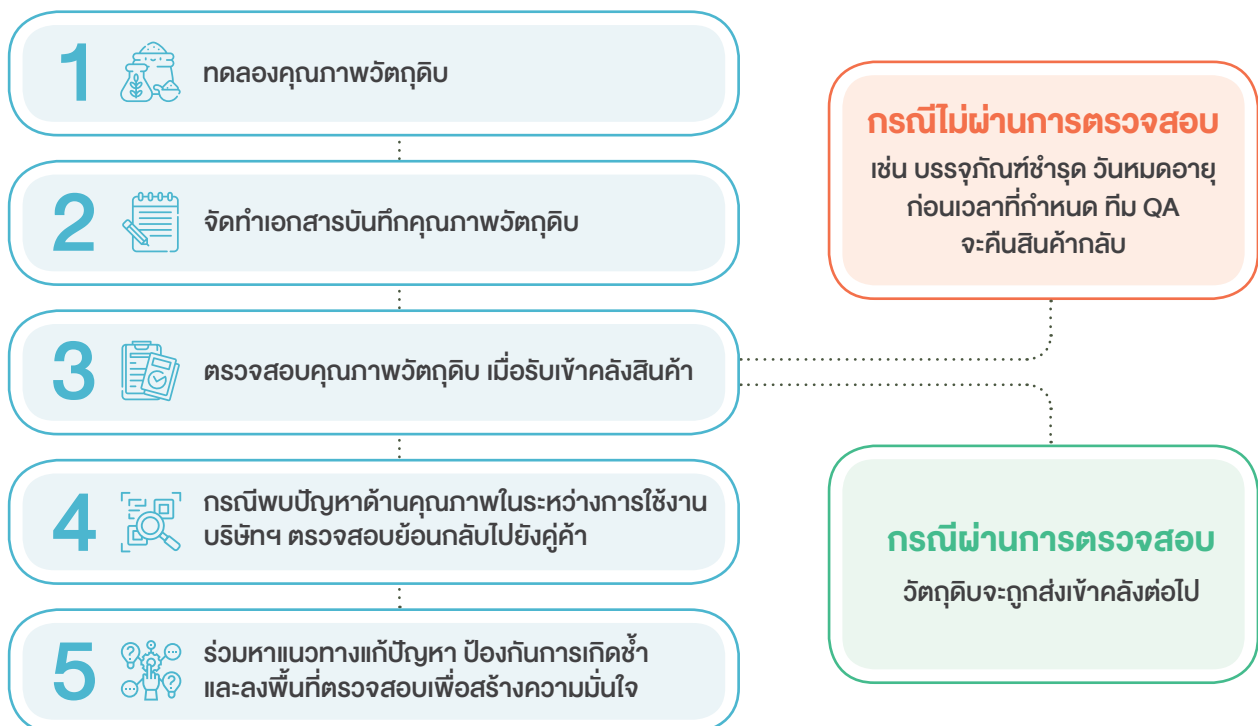 1
ทดลองคุณภาพวัตถุดิบ
2
จัดทำเอกสารบันทึกคุณภาพวัตถุดิบ
3
ตรวจสอบคุณภาพวัตถุดิบ เมื่อรับเข้าคลังสินค้า
กรณีไม่ผ่านการตรวจสอบ
เช่น บรรจุภัณฑ์ชำรุด วันหมดอายุ
ก่อนเวลาที่กำหนด ทีม QA
จะคืนสินค้ากลับ
กรณีผ่านการตรวจสอบ
วัตถุดิบจะถูกส่งเข้าคลังต่อไป
4
กรณีพบปัญหาด้านคุณภาพในระหว่างการใช้งาน
บริษัทฯ ตรวจสอบย้อนกลับไปยังคู่ค้า
5
ร่วมหาแนวทางแก้ปัญหา ป้องกันการเกิดซ้ำ
และลงพื้นที่ตรวจสอบเพื่อสร้างความมั่นใจ